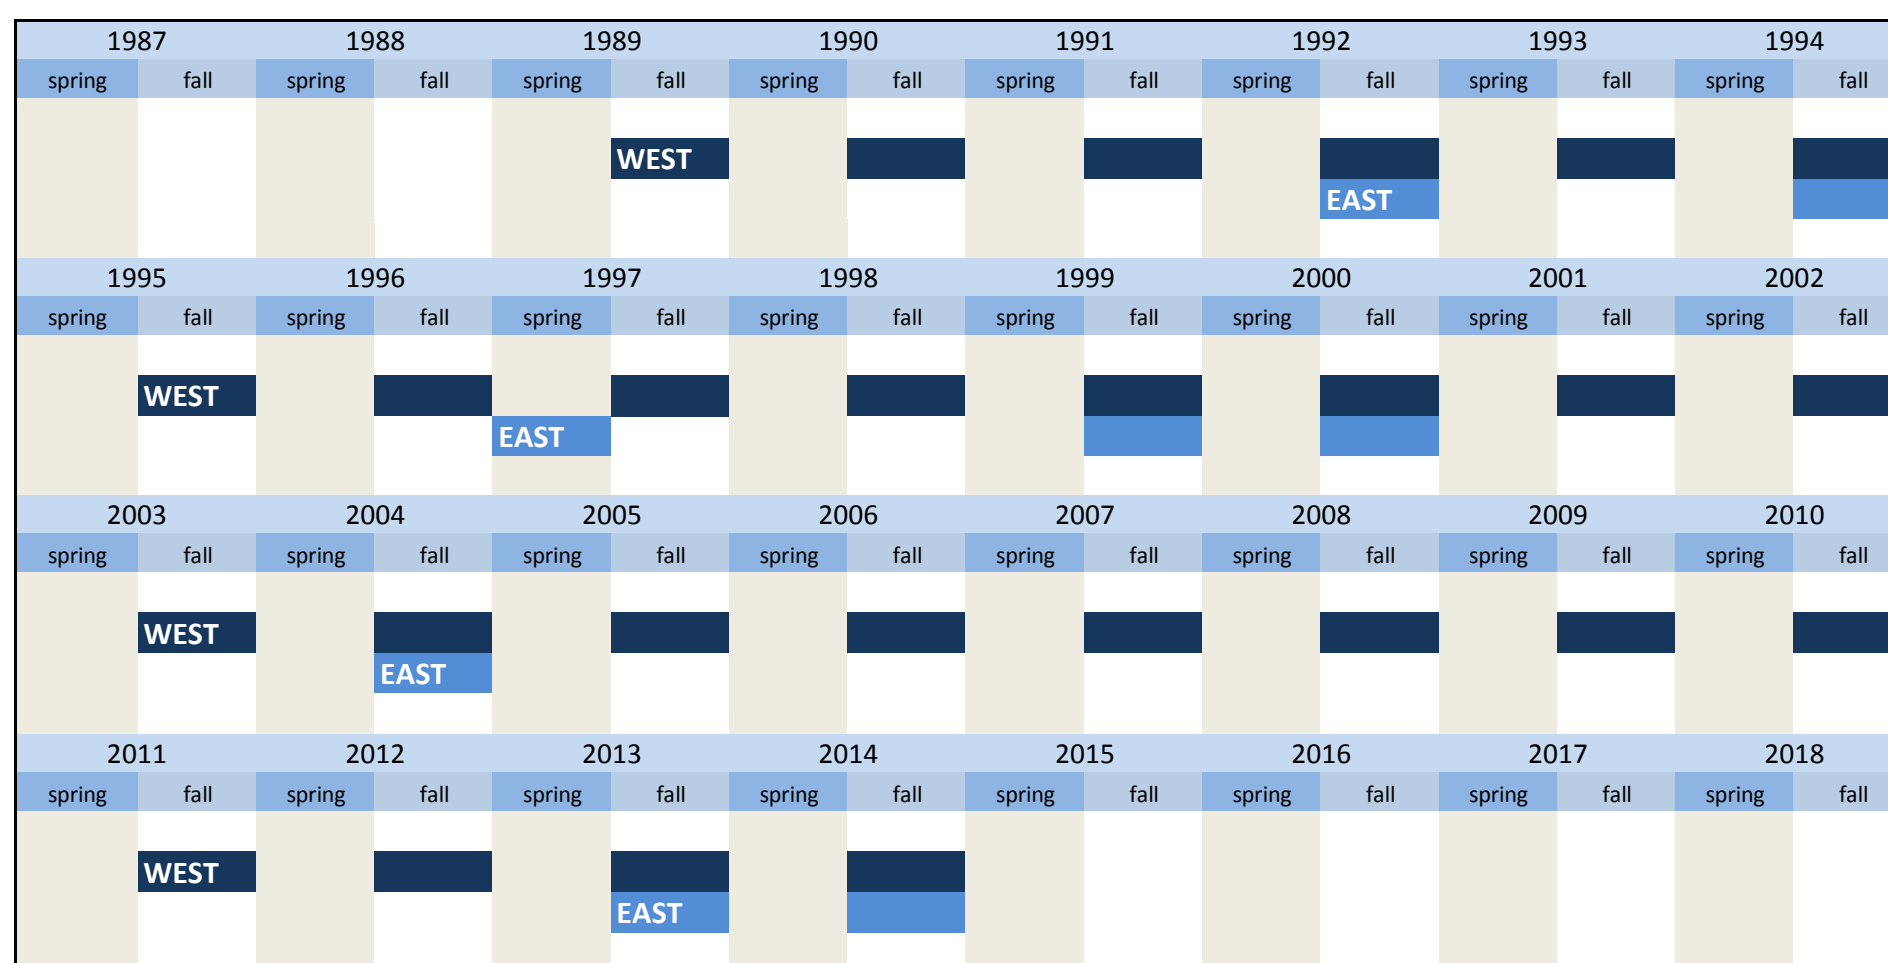 1987 1988 1989 1990 1991 1992 1993 1994
spring fall spring fall spring fall spring fall spring fall spring fall spring fall spring fall
WEST
EAST
1995 1996 1997 1998 1999 2000 2001 2002
spring fall spring fall spring fall spring fall spring fall spring fall spring fall spring fall
WEST
EAST
2003 2004 2005 2006 2007 2008 2009 2010
spring fall spring fall spring fall spring fall spring fall spring fall spring fall spring fall
WEST
EAST
2011 2012 2013 2014 2015 2016 2017 2018
spring fall spring fall spring fall spring fall spring fall spring fall spring fall spring fall
WEST
EAST